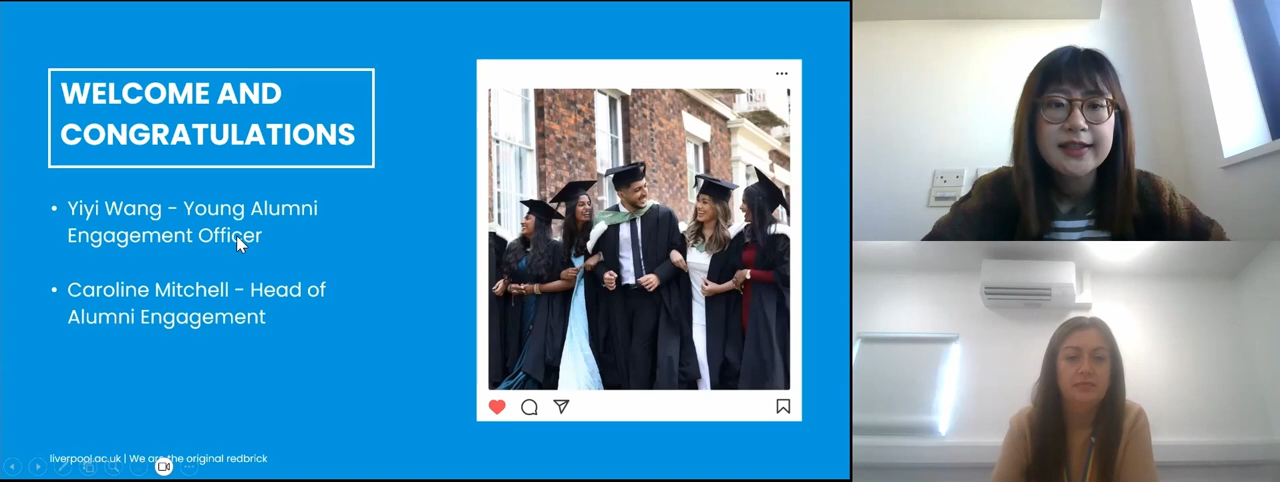 WELCOME AND
CONGRATULATIONS
• Yiyi Wang - Young Alumni
Engagement Officer
• Caroline Mitchell - Head of
Alumni Engagement
liverpool.ac.uk | We are the original redbrick